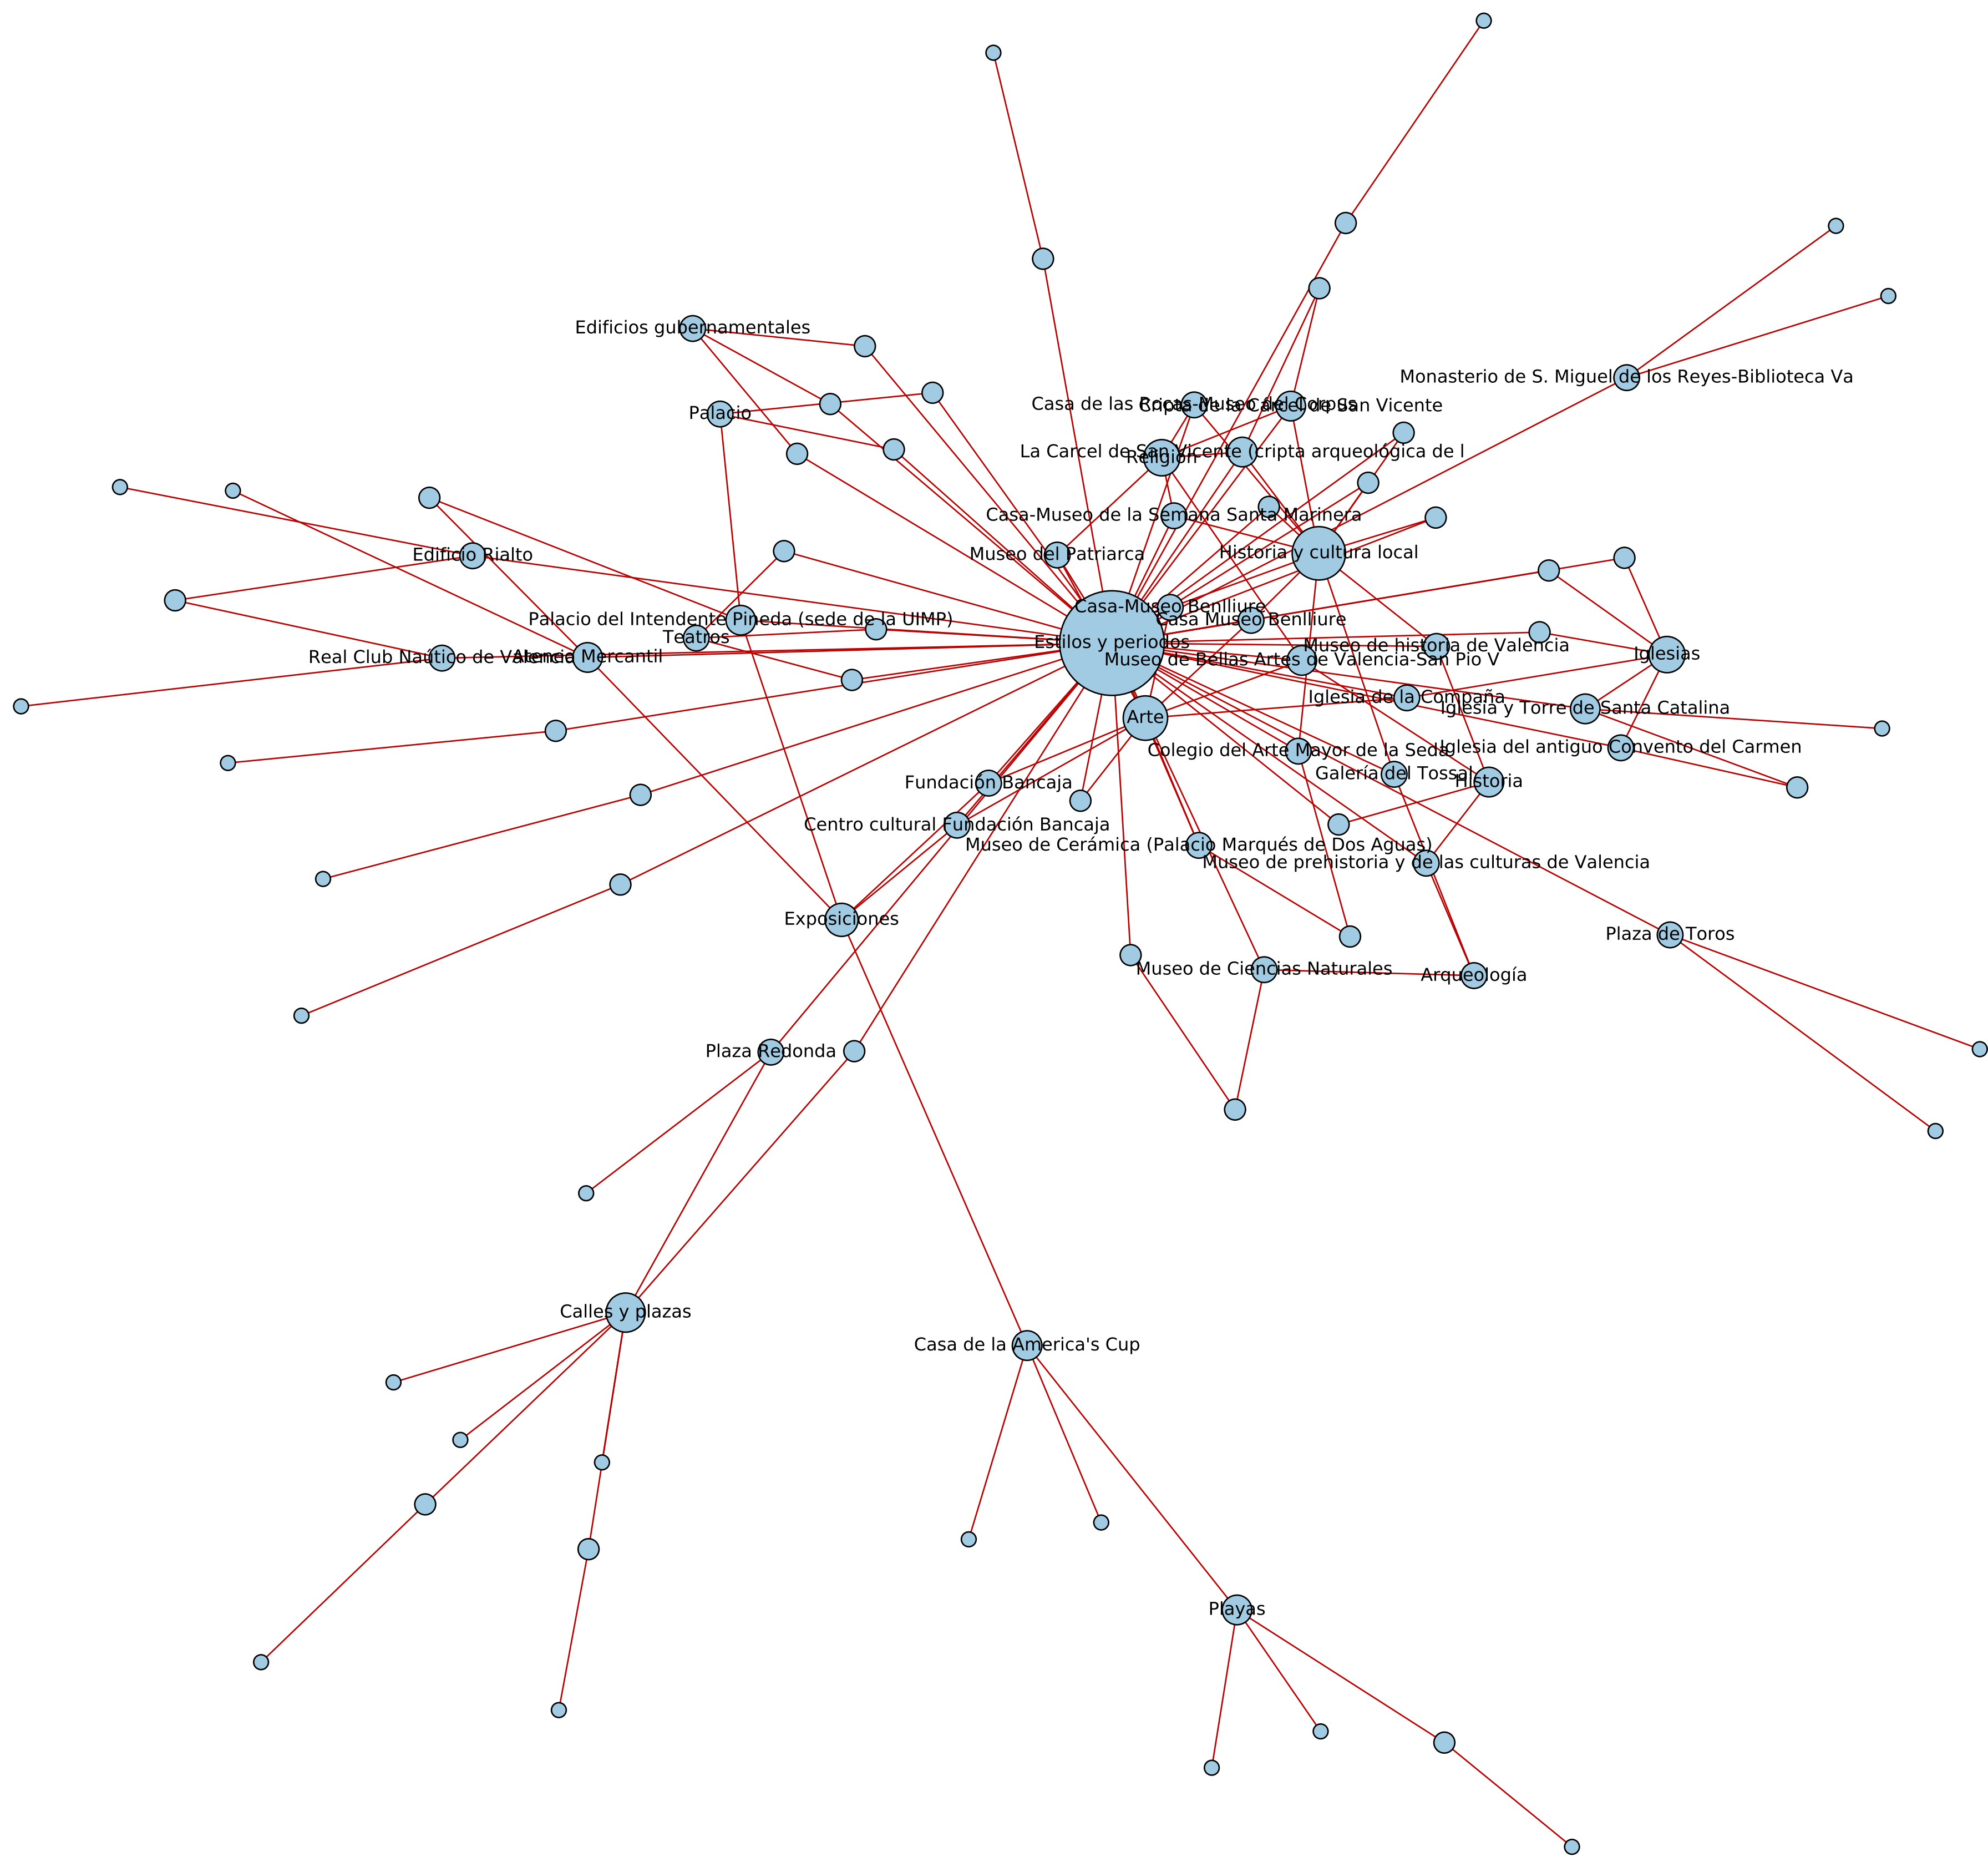 Edificios gubernamentales
Monasterio de S. Miguel de los Reyes-Biblioteca Va
Casa de las Rocas-Museo del Corpus
Cripta de la Cárcel de San Vicente
Palacio
La Carcel de San Vicente (cripta arqueológica de l
Religión
Casa-Museo de la Semana Santa Marinera
Historia y cultura local
Museo del Patriarca
Edificio Rialto
Casa-Museo Benlliure
Casa Museo Benlliure
Palacio del Intendente Pineda (sede de la UIMP)
Teatros
Estilos y periodos
Museo de historia de Valencia
Iglesias
Real Club Naútico de Valencia
Ateneo Mercantil
Museo de Bellas Artes de Valencia-San Pio V
Iglesia de la Compaña
Iglesia y Torre de Santa Catalina
Arte
Colegio del Arte Mayor de la Seda
Iglesia del antiguo Convento del Carmen
Galería del Tossal
Historia
Fundación Bancaja
Centro cultural Fundación Bancaja
Museo de Cerámica (Palacio Marqués de Dos Aguas)
Museo de prehistoria y de las culturas de Valencia
Exposiciones
Plaza de Toros
Museo de Ciencias Naturales
Arqueología
Plaza Redonda
Calles y plazas
Casa de la America's Cup
Playas